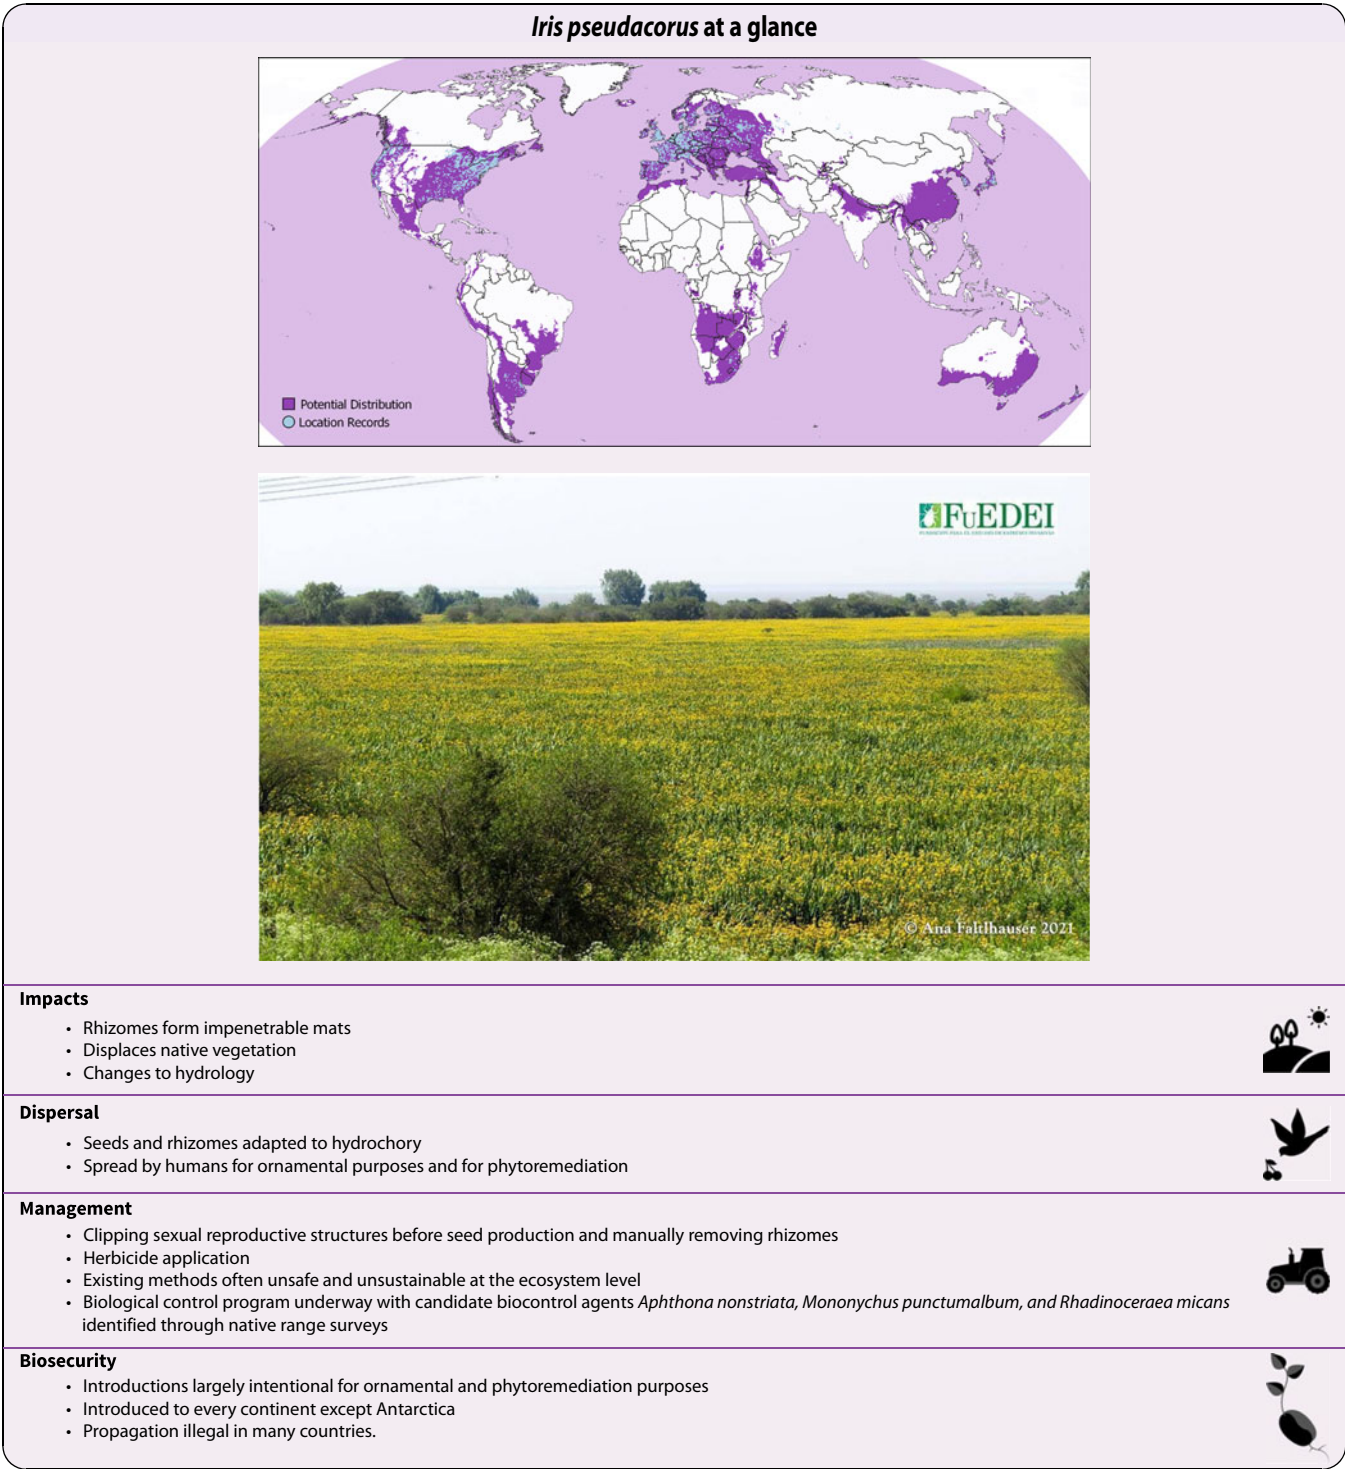 Iris pseudacorus at a glance
Potential Distribution
Location Records
FUEDEI
© Ana Faltlhauser 2021
Impacts
• Rhizomes form impenetrable mats
• Displaces native vegetation
• Changes to hydrology
Dispersal
• Seeds and rhizomes adapted to hydrochory
• Spread by humans for ornamental purposes and for phytoremediation
Management
• Clipping sexual reproductive structures before seed production and manually removing rhizomes
• Herbicide application
• Existing methods often unsafe and unsustainable at the ecosystem level
• Biological control program underway with candidate biocontrol agents Aphthona nonstriata, Mononychus punctumalbum, and Rhadinoceraea micans
identified through native range surveys
Biosecurity
• Introductions largely intentional for ornamental and phytoremediation purposes
• Introduced to every continent except Antarctica
• Propagation illegal in many countries.